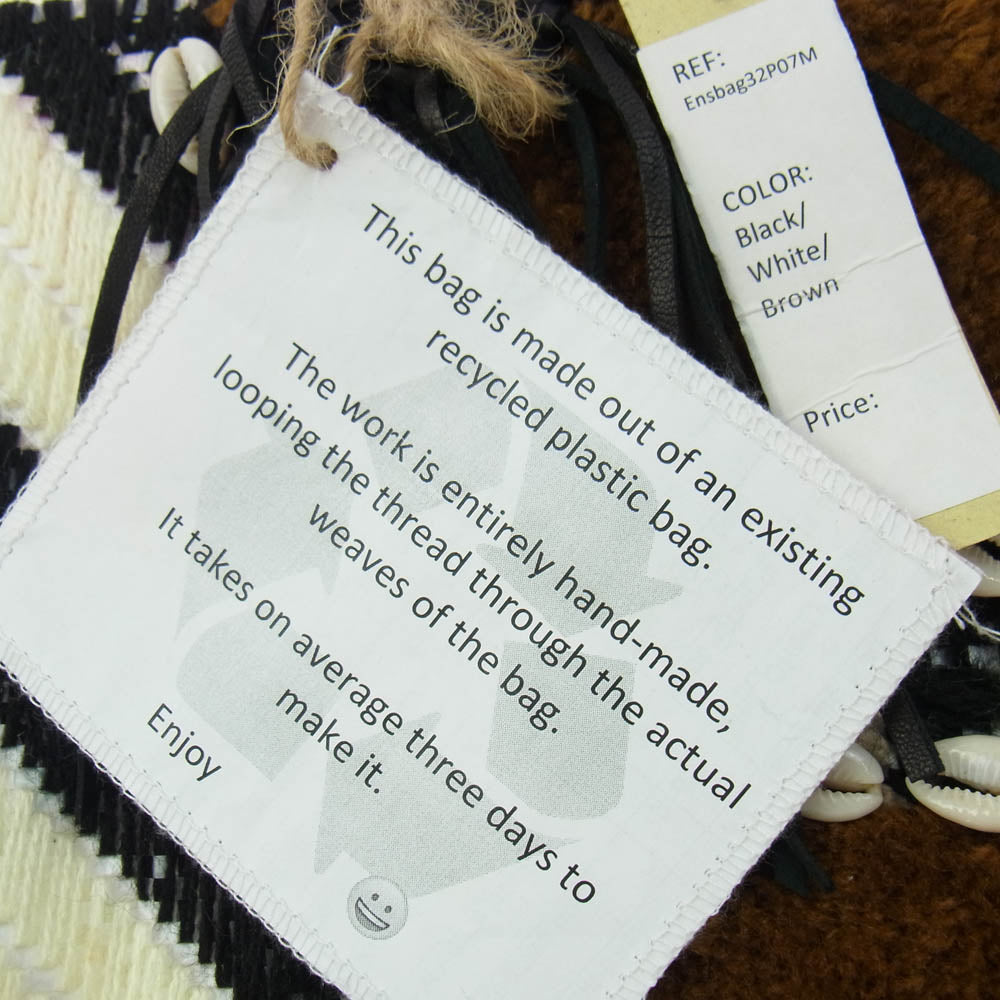 This bag is made out of an existing
recycled plastic bag.
The work is entirely hand-made,
looping the thread through the actual
weaves of the bag.
It takes on average three days to
make it.
Enjoy
REF:
Ensbag32P07M
COLOR:
Black/
White/
Brown
Price: